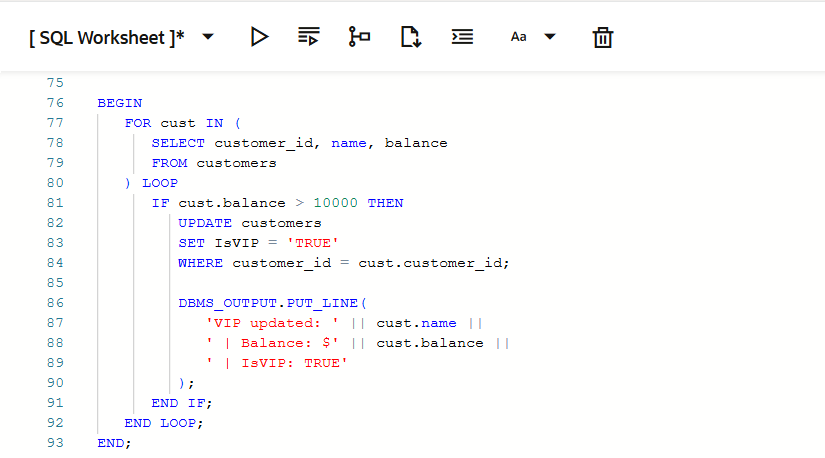 [ SQL Worksheet ]* Aa
75
76 BEGIN
77 FOR cust IN (
78 SELECT customer_id, name, balance
79 FROM customers
80 ) LOOP
81 IF cust.balance > 10000 THEN
82 UPDATE customers
83 SET IsVIP = 'TRUE'
84 WHERE customer_id = cust.customer_id;
85
86 DBMS_OUTPUT.PUT_LINE(
87 'VIP updated: ' || cust.name ||
88 ' | Balance: $' || cust.balance ||
89 ' | IsVIP: TRUE'
90 );
91 END IF;
92 END LOOP;
93 END;